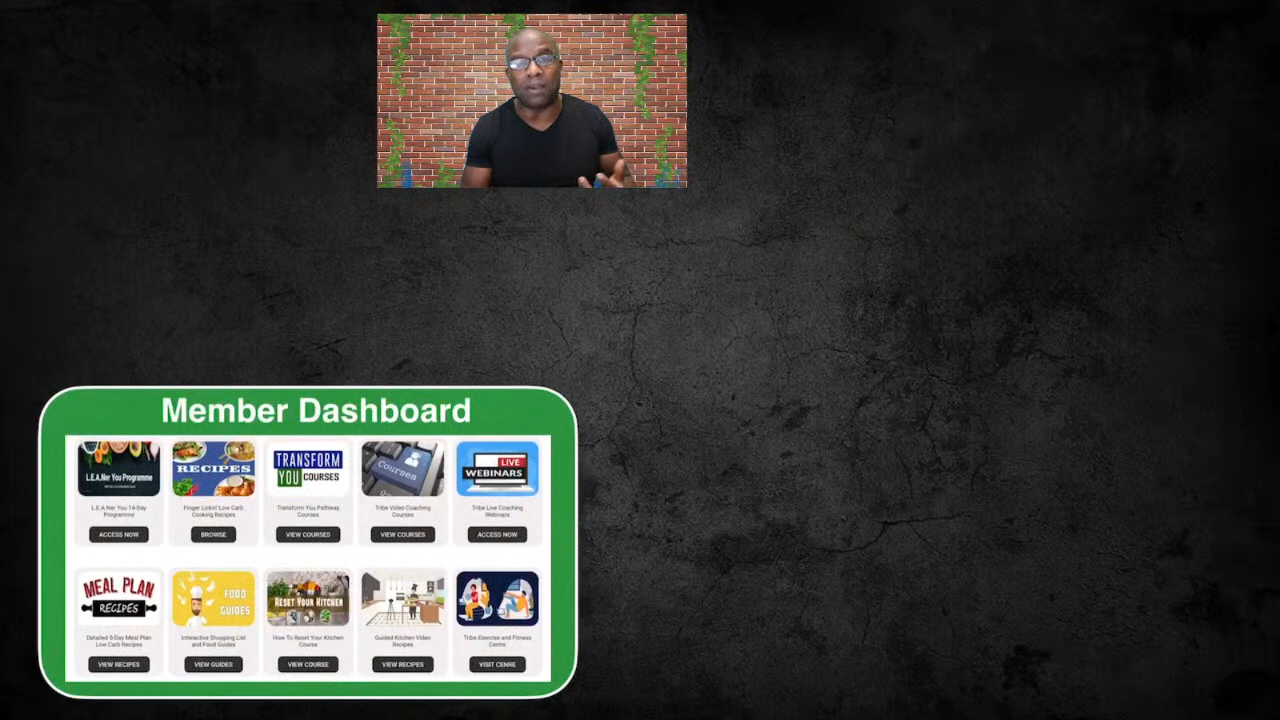 Member Dashboard
L.E.A.Ner You Programme
RECIPES
TRANSFORM
YOU COURSES
Courses
LIVE
WEBINARS
L.E.A.Ner You 14-Day
Programme
Finger Lickin' Low Carb
Cooking Recipes
Transform You Pathway
Courses
Tribe Video Coaching
Courses
Tribe Live Coaching
Webinars
ACCESS NOW
BROWSE
VIEW COURSES
VIEW COURSES
ACCESS NOW
MEAL PLAN
RECIPES
FOOD
GUIDES
RESET YOUR KITCHEN
Detailed 5-Day Meal Plan
Low Carb Recipes
Interactive Shopping List
and Food Guides
How To Reset Your Kitchen
Course
Guided Kitchen Video
Recipes
Tribe Exercise and Fitness
Centre
VIEW RECIPES
VIEW GUIDES
VIEW COURSE
VIEW RECIPES
VISIT CENRE